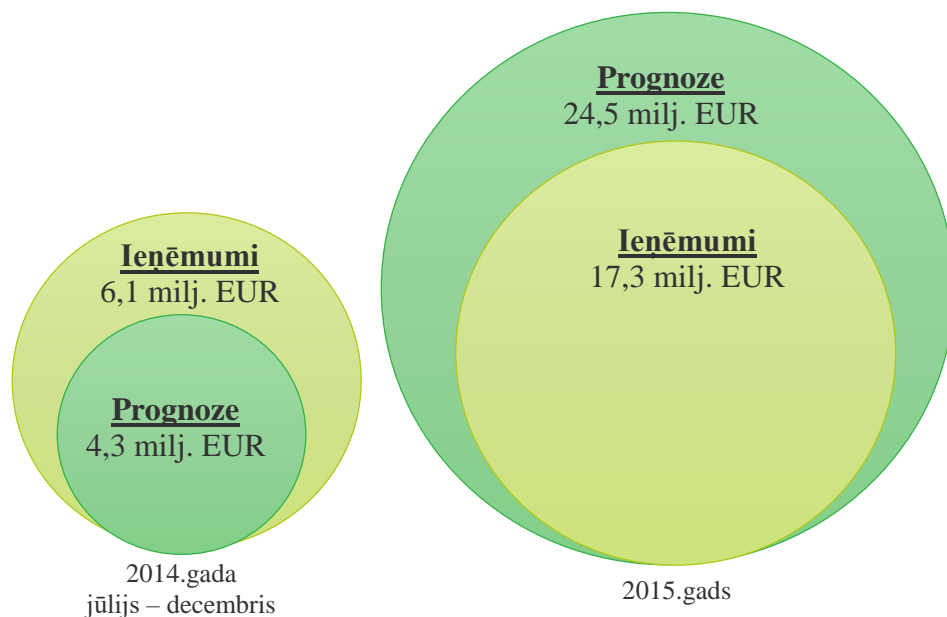 Ieņēmumi
6,1 milj. EUR
Prognoze
4,3 milj. EUR
2014.gada
jūlijs – decembris
Prognoze
24,5 milj. EUR
Ieņēmumi
17,3 milj. EUR
2015.gads